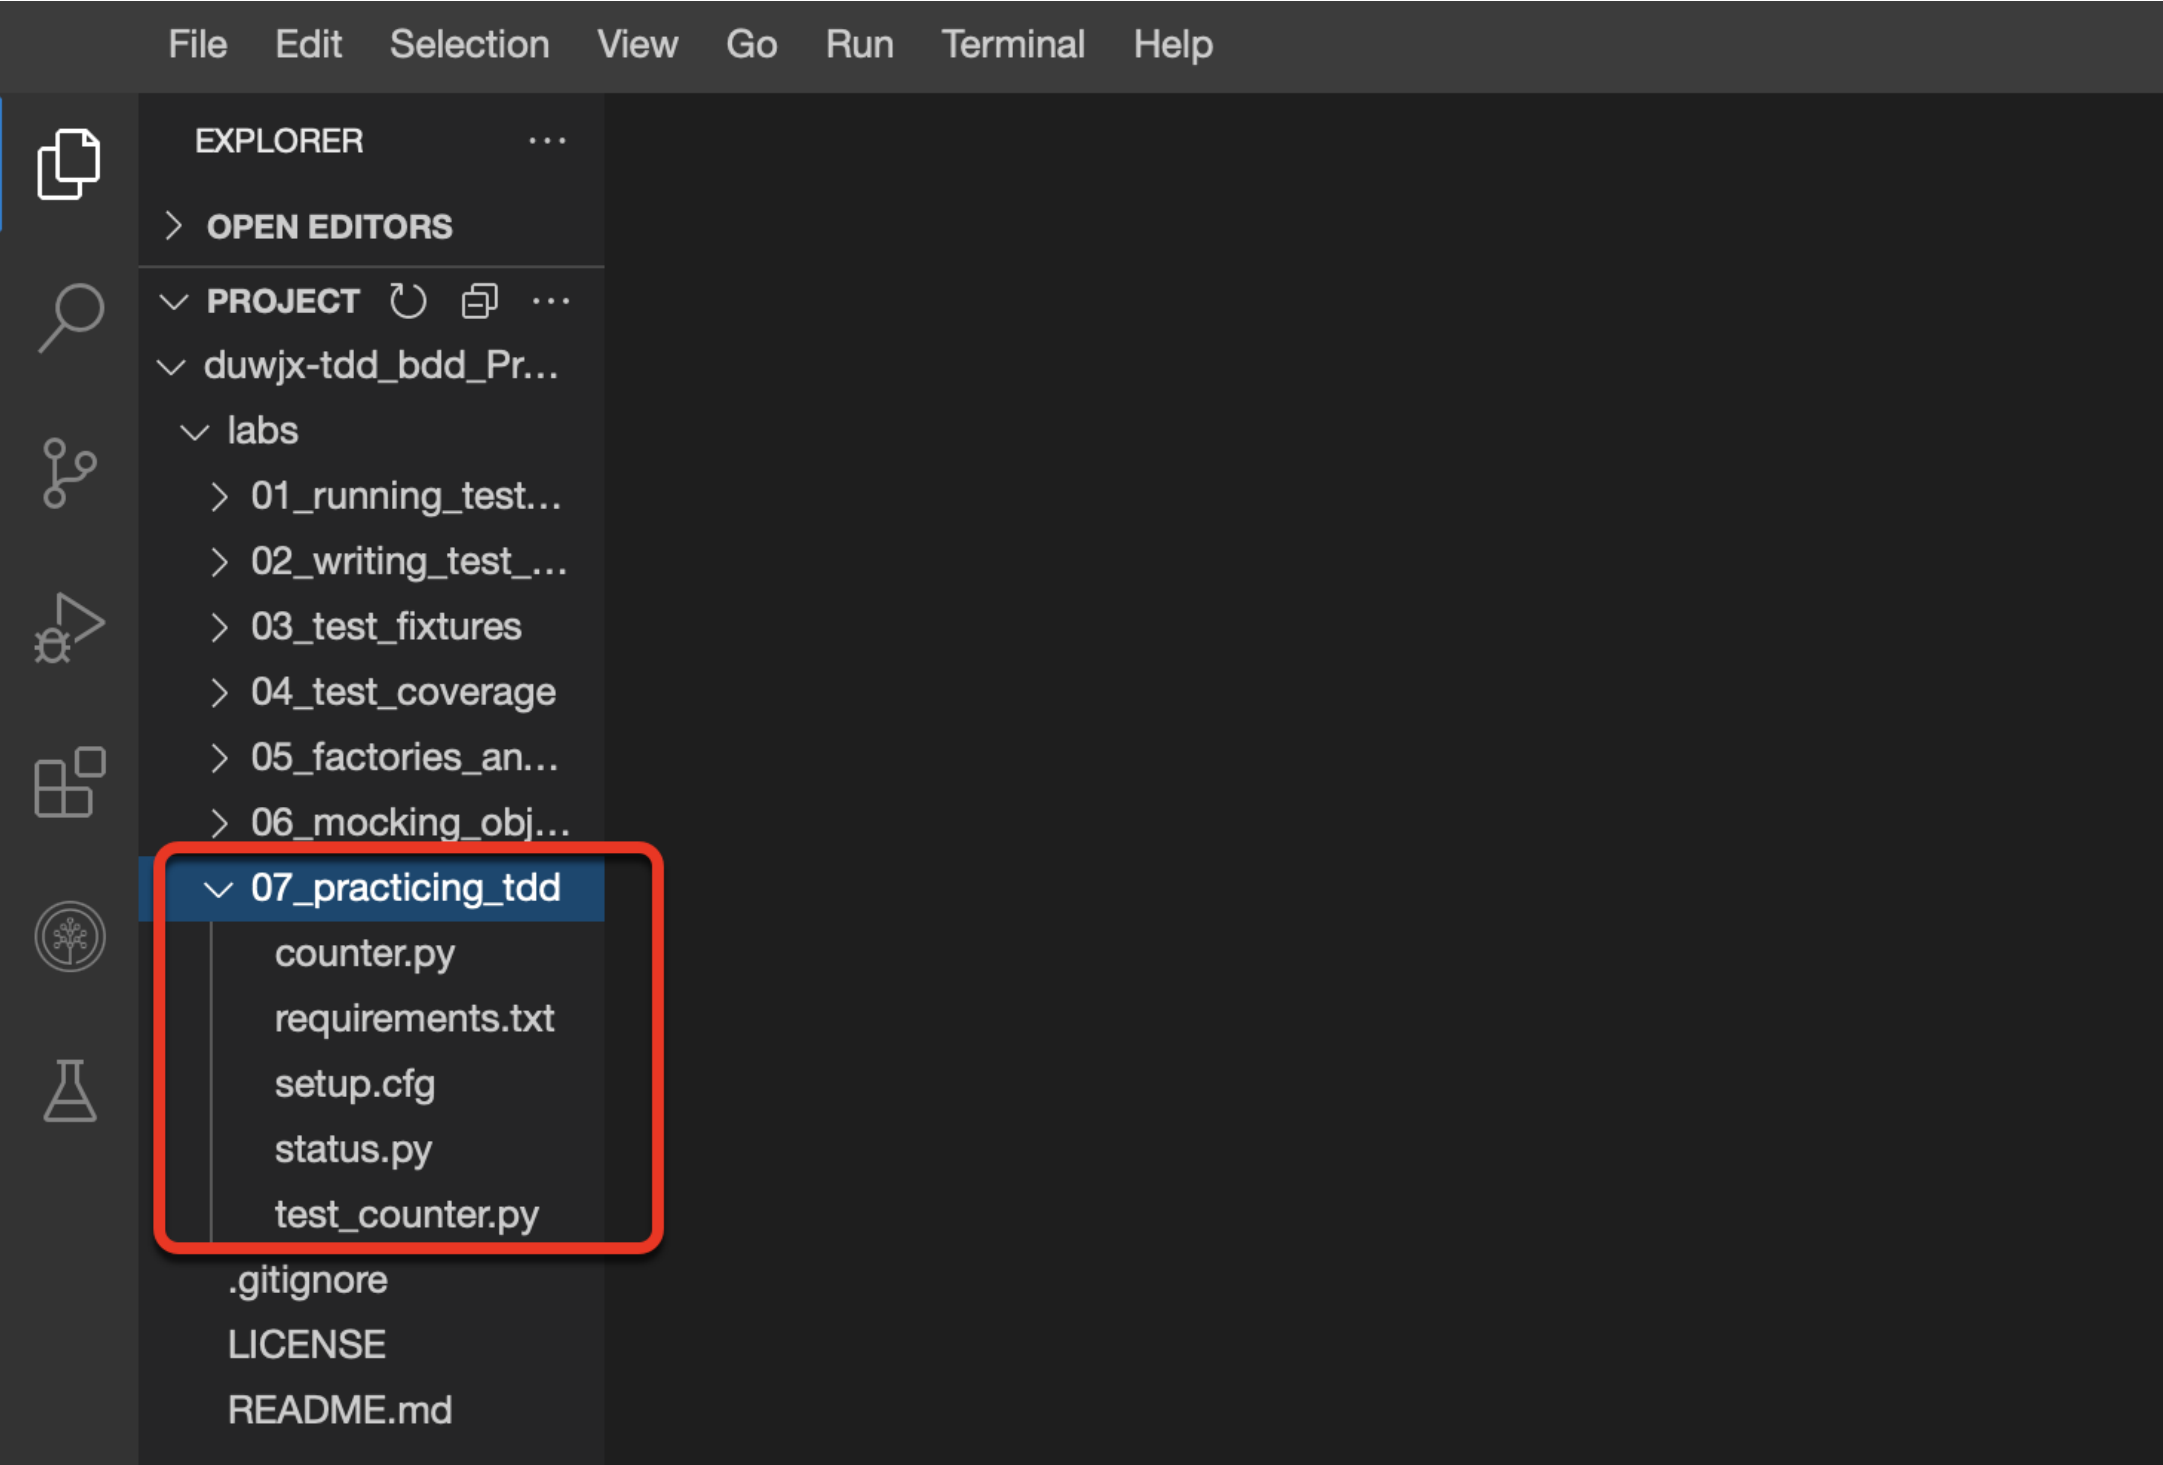 File Edit Selection View Go Run Terminal Help
EXPLORER
OPEN EDITORS
PROJECT
duwjx-tdd_bdd_Pr...
labs
01_running_test...
02_writing_test_...
03_test_fixtures
04_test_coverage
05_factories_an...
06_mocking_obj...
07_practicing_tdd
counter.py
requirements.txt
setup.cfg
status.py
test_counter.py
.gitignore
LICENSE
README.md